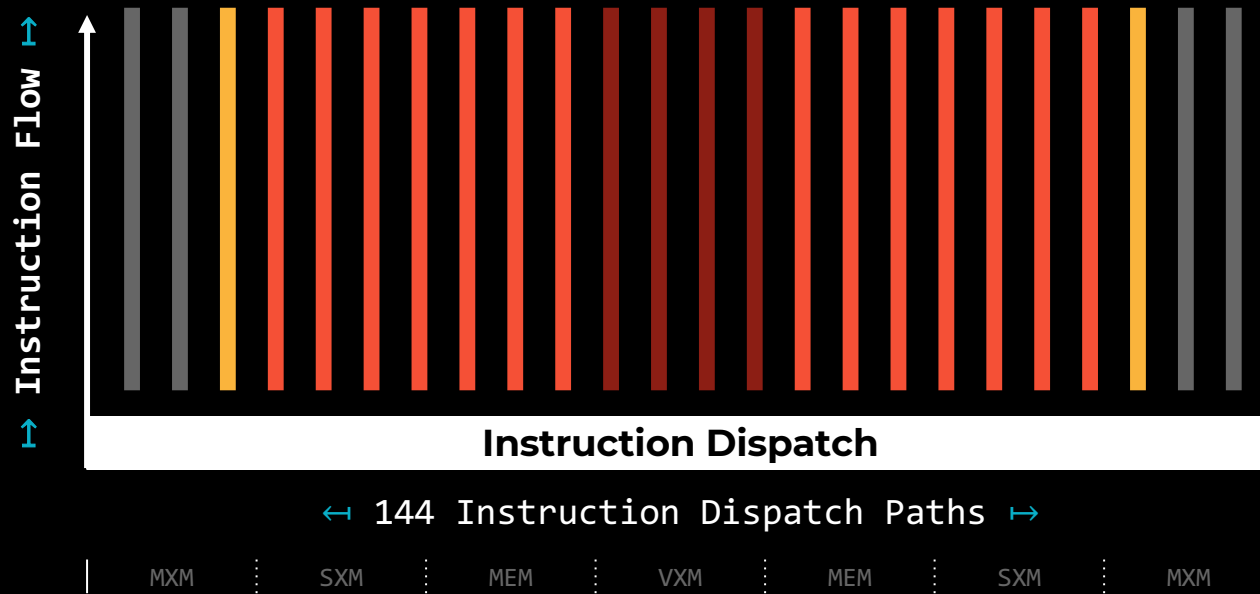 ↦ Instruction Flow ↦
Instruction Dispatch
↤ 144 Instruction Dispatch Paths ↦
MXM SXM MEM VXM MEM SXM MXM